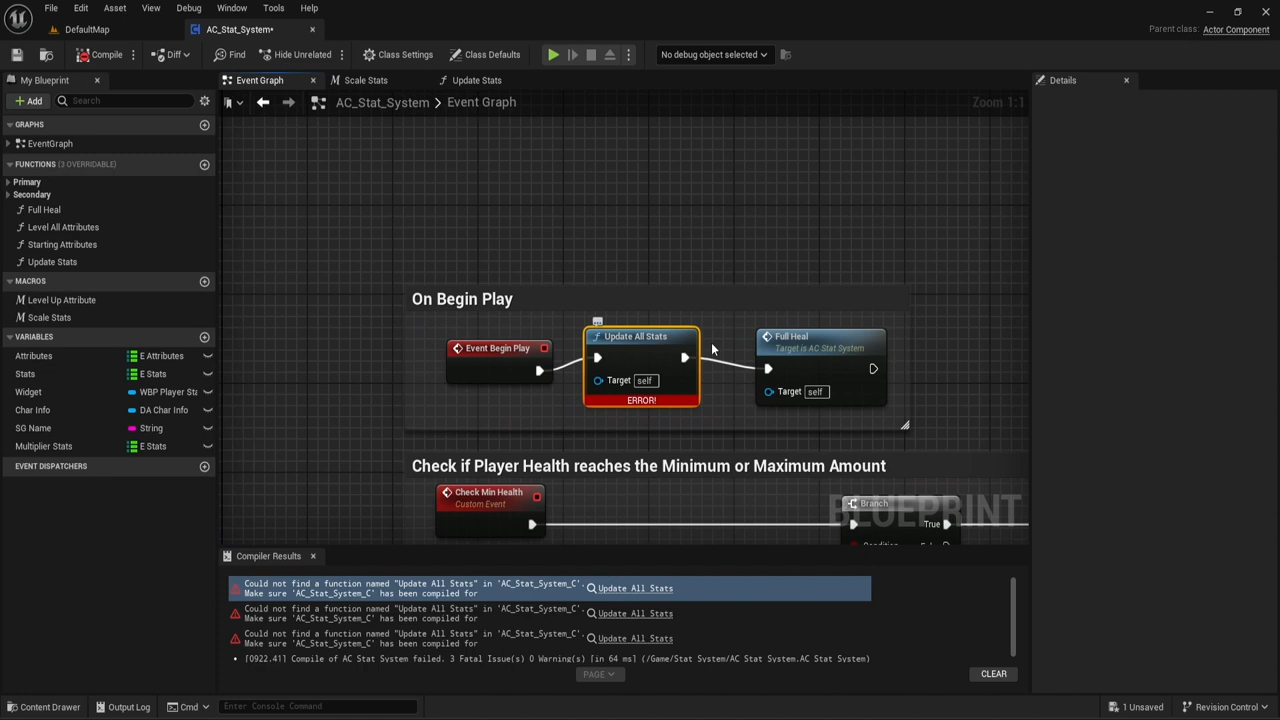 File Edit Asset View Debug Window Tools Help
DefaultMap
AC_Stat_System*
Parent class: Actor Component
Compile
Diff
Find
Hide Unrelated
Class Settings
Class Defaults
No debug object selected
My Blueprint
Event Graph
Scale Stats
Update Stats
Details
Add
Search
AC_Stat_System > Event Graph
Zoom 1:1
GRAPHS
EventGraph
FUNCTIONS (3 OVERRIDABLE)
Primary
Secondary
Full Heal
Level All Attributes
Starting Attributes
Update Stats
MACROS
Level Up Attribute
Scale Stats
VARIABLES
Attributes E Attributes
Stats E Stats
Widget WBP Player Sta
Char Info DA Char Info
SG Name String
Multiplier Stats E Stats
EVENT DISPATCHERS
On Begin Play
Event Begin Play
Update All Stats
Target self
ERROR!
Full Heal
Target is AC Stat System
Target self
Check if Player Health reaches the Minimum or Maximum Amount
Check Min Health
Custom Event
Branch
True
BLUEPRINT
Compiler Results
Could not find a function named "Update All Stats" in 'AC_Stat_System_C'.
Make sure 'AC_Stat_System_C' has been compiled for
Update All Stats
Could not find a function named "Update All Stats" in 'AC_Stat_System_C'.
Make sure 'AC_Stat_System_C' has been compiled for
Update All Stats
Could not find a function named "Update All Stats" in 'AC_Stat_System_C'.
Make sure 'AC_Stat_System_C' has been compiled for
Update All Stats
[0922.41] Compile of AC Stat System failed. 3 Fatal Issue(s) 0 Warning(s) [in 64 ms] (/Game/Stat System/AC Stat System.AC Stat System)
PAGE
CLEAR
Content Drawer
Output Log
Cmd
Enter Console Command
1 Unsaved
Revision Control